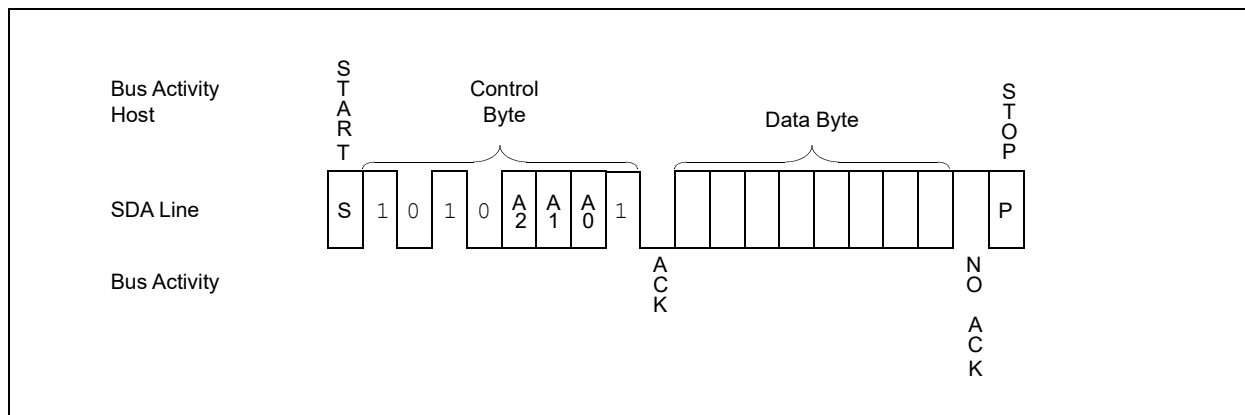 Bus Activity
Host
START
Control
Byte
Data Byte
STOP
SDA Line
S 1 0 1 0 A2 A1 A0 1 P
Bus Activity
ACK
NO ACK